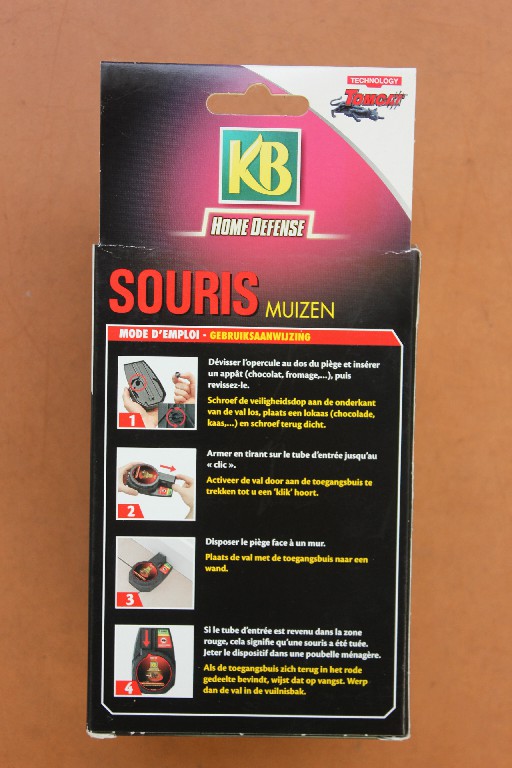 TECHNOLOGY
TOMCAT
KB
HOME DEFENSE
SOURIS MUIZEN
MODE D'EMPLOI - GEBRUIKSAANWIJZING
Dévisser l'opercule au dos du piège et insérer
un appât (chocolat, fromage,...), puis
revissez-le.
Schroef de veiligheidsdop aan de onderkant
van de val los, plaats een lokaas (chocolade,
kaas,...) en schroef terug dicht.
1
Armer en tirant sur le tube d'entrée jusqu'au
« clic ».
Activeer de val door aan de toegangsbuis te
trekken tot u een 'klik' hoort.
2
Disposer le piège face à un mur.
Plaats de val met de toegangsbuis naar een
wand.
3
Si le tube d'entrée est revenu dans la zone
rouge, cela signifie qu'une souris a été tuée.
Jeter le dispositif dans une poubelle ménagère.
Als de toegangsbuis zich terug in het rode
gedeelte bevindt, wijst dat op vangst. Werp
dan de val in de vuilnisbak.
4